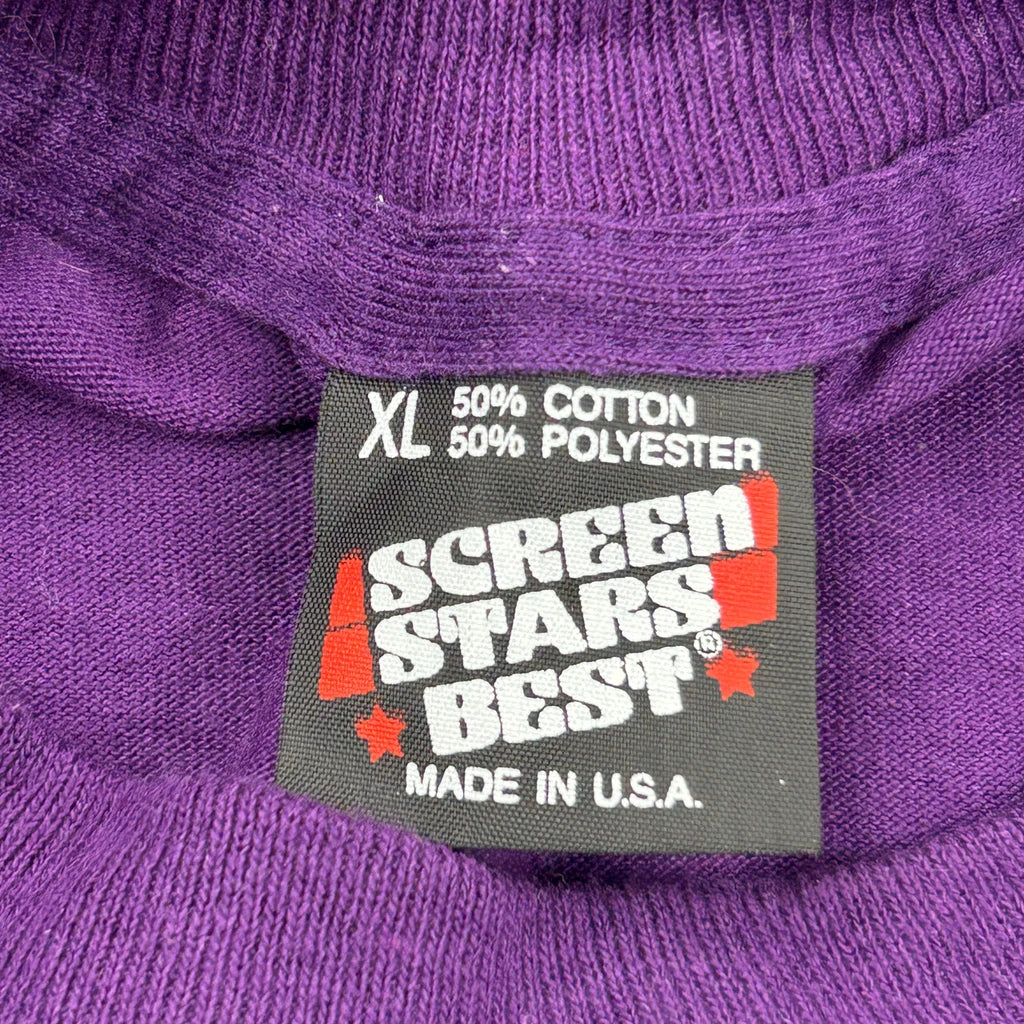 XL 50% COTTON
50% POLYESTER
SCREEn
STARS
BEST®
MADE IN U.S.A.